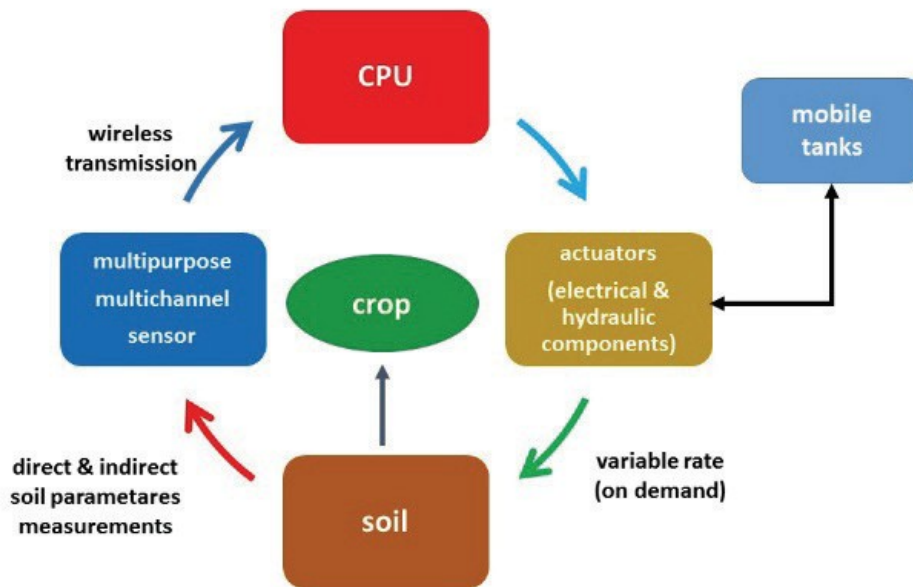 CPU
wireless
transmission
mobile
tanks
multipurpose
multichannel
sensor
crop
actuators
(electrical &
hydraulic
components)
direct & indirect
soil parametares
measurements
soil
variable rate
(on demand)